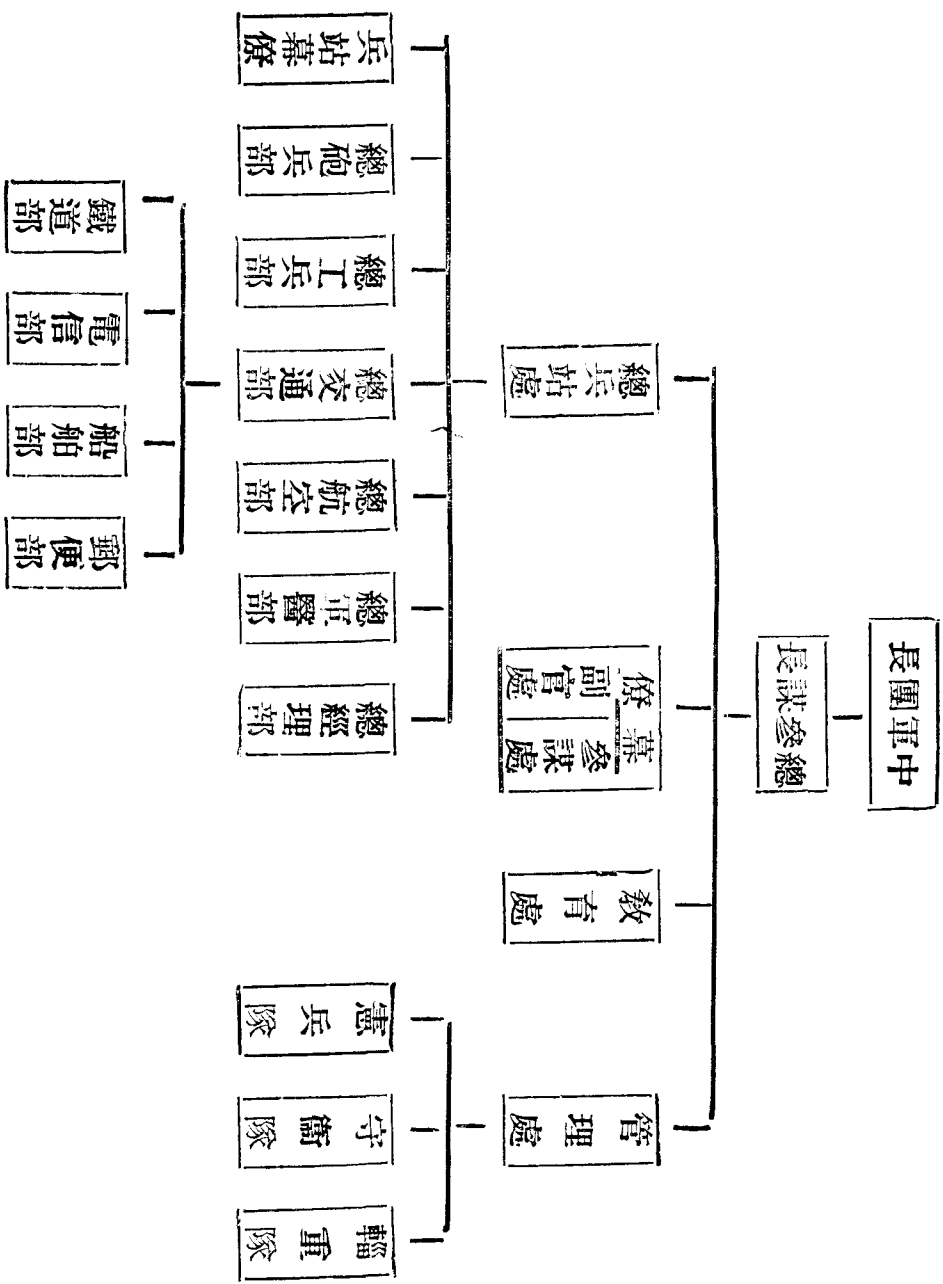 中軍團長
總參謀長
管理處
教育處
幕僚
參謀處
副官處
總兵站處
輜重隊
守衞隊
憲兵隊
總經理部
總軍醫部
總航空部
總交通部
總工兵部
總砲兵部
兵站幕僚
郵便部
船舶部
電信部
鐵道部